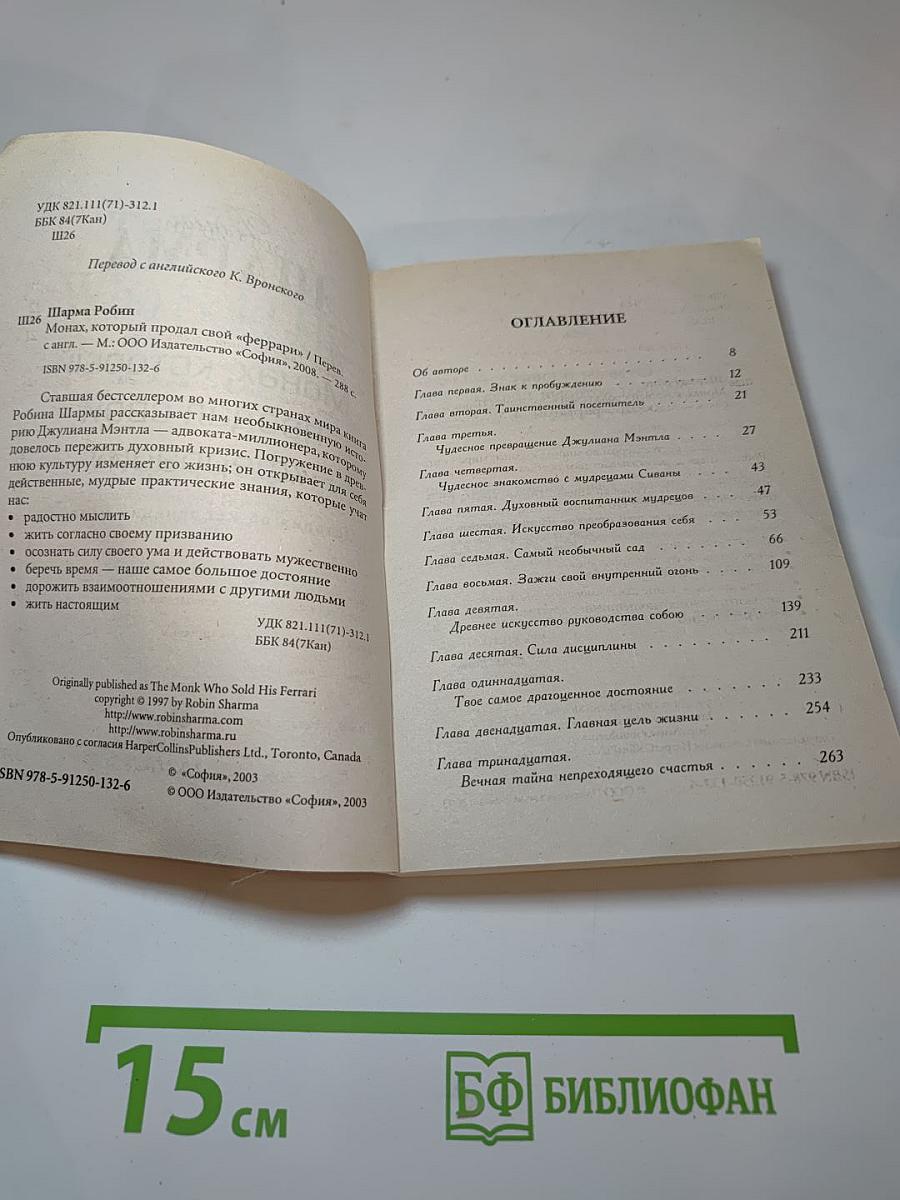 УДК 821.111(71)-312.1
ББК 84(7Кан)
Ш26
Перевод с английского К. Вронского
Ш26 Шарма Робин
Монах, который продал свой «феррари» / Перев.
с англ. — М.: ООО Издательство «София», 2008. — 288 с.
ISBN 978-5-91250-132-6
Ставшая бестселлером во многих странах мира книга
Робина Шармы рассказывает нам необыкновенную исто-
рию Джулиана Мэнтла — адвоката-миллионера, которому
довелось пережить духовный кризис. Погружение в древ-
нюю культуру изменяет его жизнь; он открывает для себя
действенные, мудрые практические знания, которые учат
нас:
• радостно мыслить
• жить согласно своему призванию
• осознать силу своего ума и действовать мужественно
• беречь время — наше самое большое достояние
• дорожить взаимоотношениями с другими людьми
• жить настоящим
УДК 821.111(71)-312.1
ББК 84(7Кан)
Originally published as The Monk Who Sold His Ferrari
copyright © 1997 by Robin Sharma
http://www.robinsharma.com
http://www.robinsharma.ru
Опубликовано с согласия HarperCollinsPublishers Ltd., Toronto, Canada
© «София», 2003
ISBN 978-5-91250-132-6 © ООО Издательство «София», 2003
ОГЛАВЛЕНИЕ
Об авторе . . . . . . . . . . . . . . . . . . . 8
Глава первая. Знак к пробуждению . . . . . . . . 12
Глава вторая. Таинственный посетитель . . . . . . 21
Глава третья.
Чудесное превращение Джулиана Мэнтла . . . . 27
Глава четвертая.
Чудесное знакомство с мудрецами Сиваны . . . 43
Глава пятая. Духовный воспитанник мудрецов . . . 47
Глава шестая. Искусство преобразования себя . . . 53
Глава седьмая. Самый необычный сад . . . . . . . 66
Глава восьмая. Зажги свой внутренний огонь . . . . 109
Глава девятая.
Древнее искусство руководства собою . . . . . 139
Глава десятая. Сила дисциплины . . . . . . . . . 211
Глава одиннадцатая.
Твое самое драгоценное достояние . . . . . . . 233
Глава двенадцатая. Главная цель жизни . . . . . . 254
Глава тринадцатая.
Вечная тайна непреходящего счастья . . . . . . 263
15 см
БФ БИБЛИОФАН